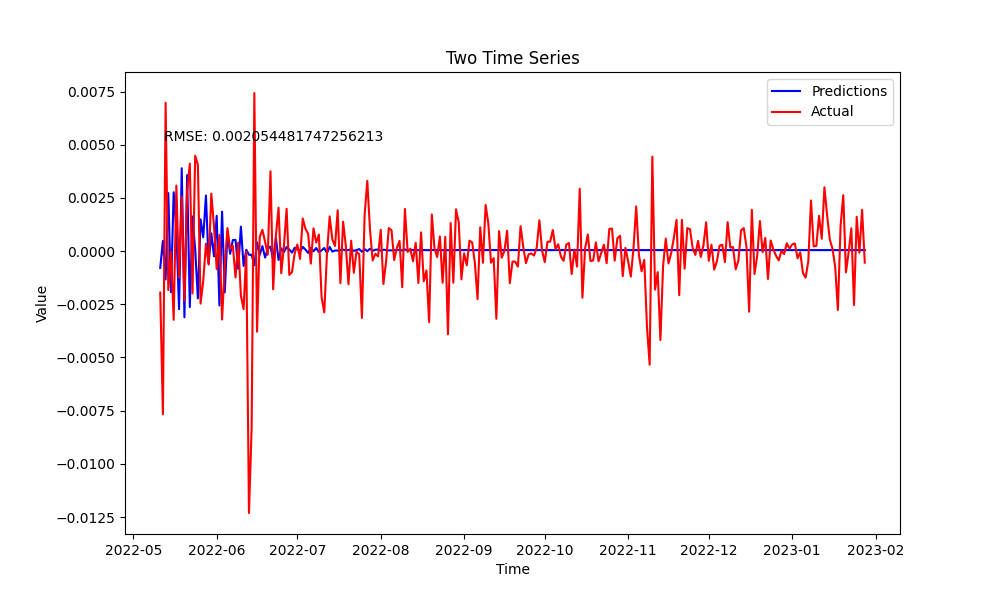 Two Time Series
Predictions
Actual
RMSE: 0.002054481747256213
0.0075
0.0050
0.0025
0.0000
−0.0025
−0.0050
−0.0075
−0.0100
−0.0125
Value
2022-05 2022-06 2022-07 2022-08 2022-09 2022-10 2022-11 2022-12 2023-01 2023-02
Time